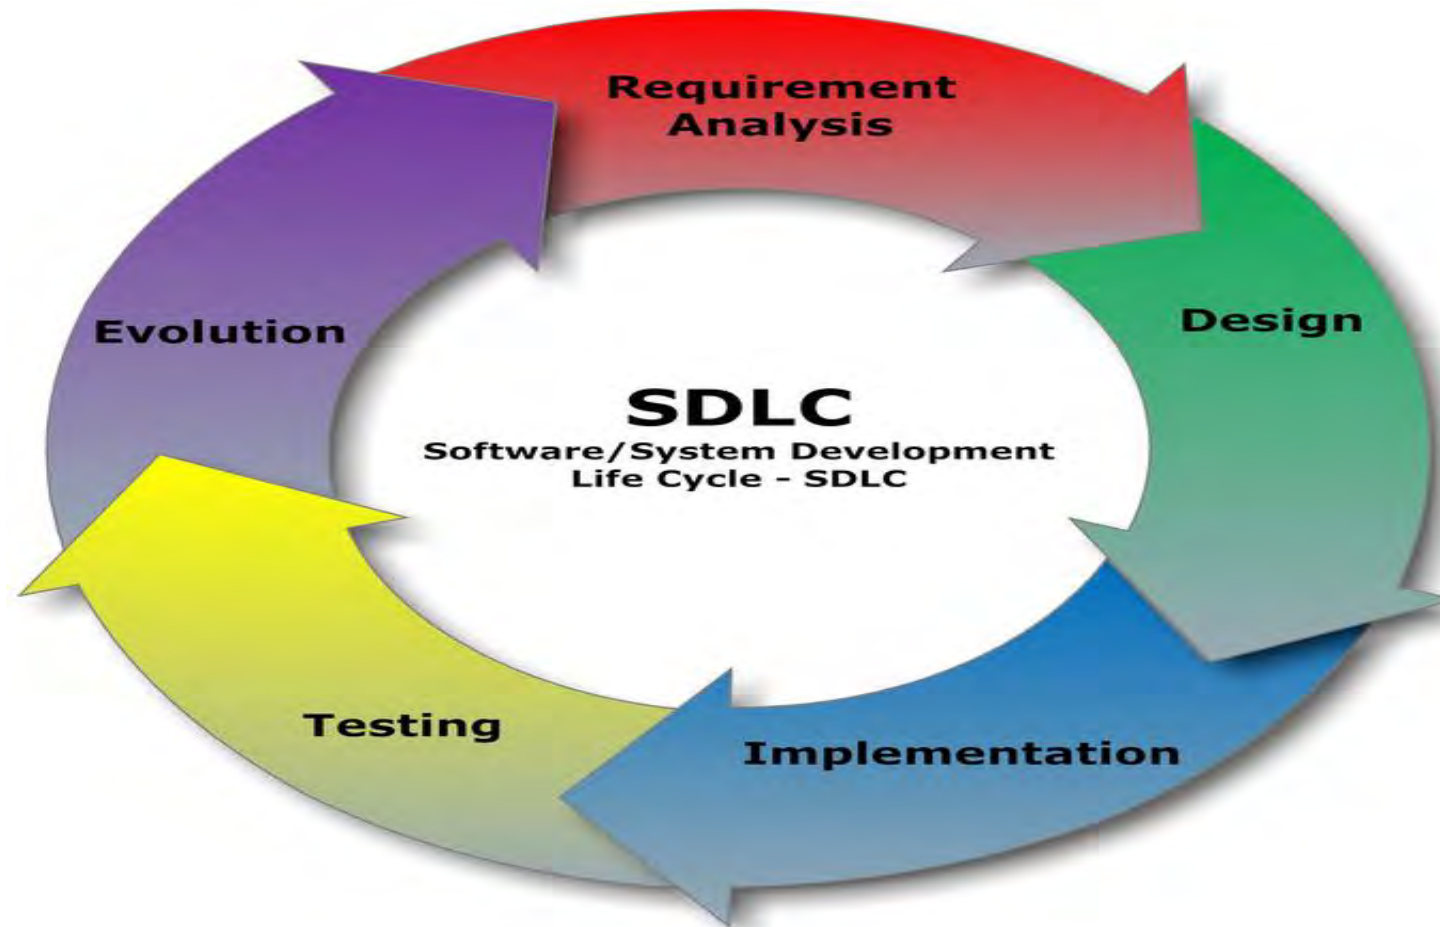 Requirement
Analysis
Design
Evolution
SDLC
Software/System Development
Life Cycle - SDLC
Testing
Implementation